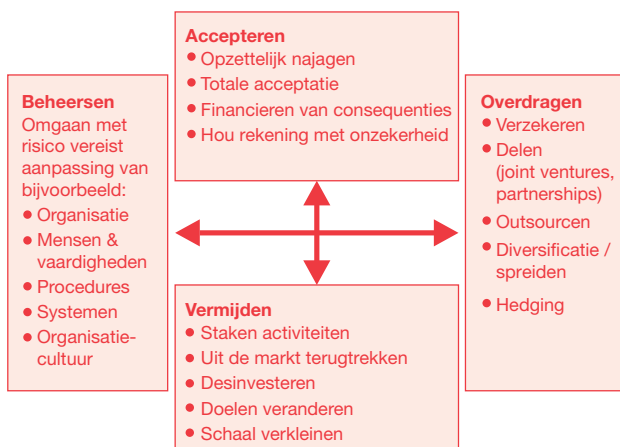 Accepteren
• Opzettelijk najagen
• Totale acceptatie
• Financieren van consequenties
• Hou rekening met onzekerheid
Beheersen
Omgaan met
risico vereist
aanpassing van
bijvoorbeeld:
• Organisatie
• Mensen &
vaardigheden
• Procedures
• Systemen
• Organisatie-
cultuur
Overdragen
• Verzekeren
• Delen
(joint ventures,
partnerships)
• Outsourcen
• Diversificatie /
spreiden
• Hedging
Vermijden
• Staken activiteiten
• Uit de markt terugtrekken
• Desinvesteren
• Doelen veranderen
• Schaal verkleinen